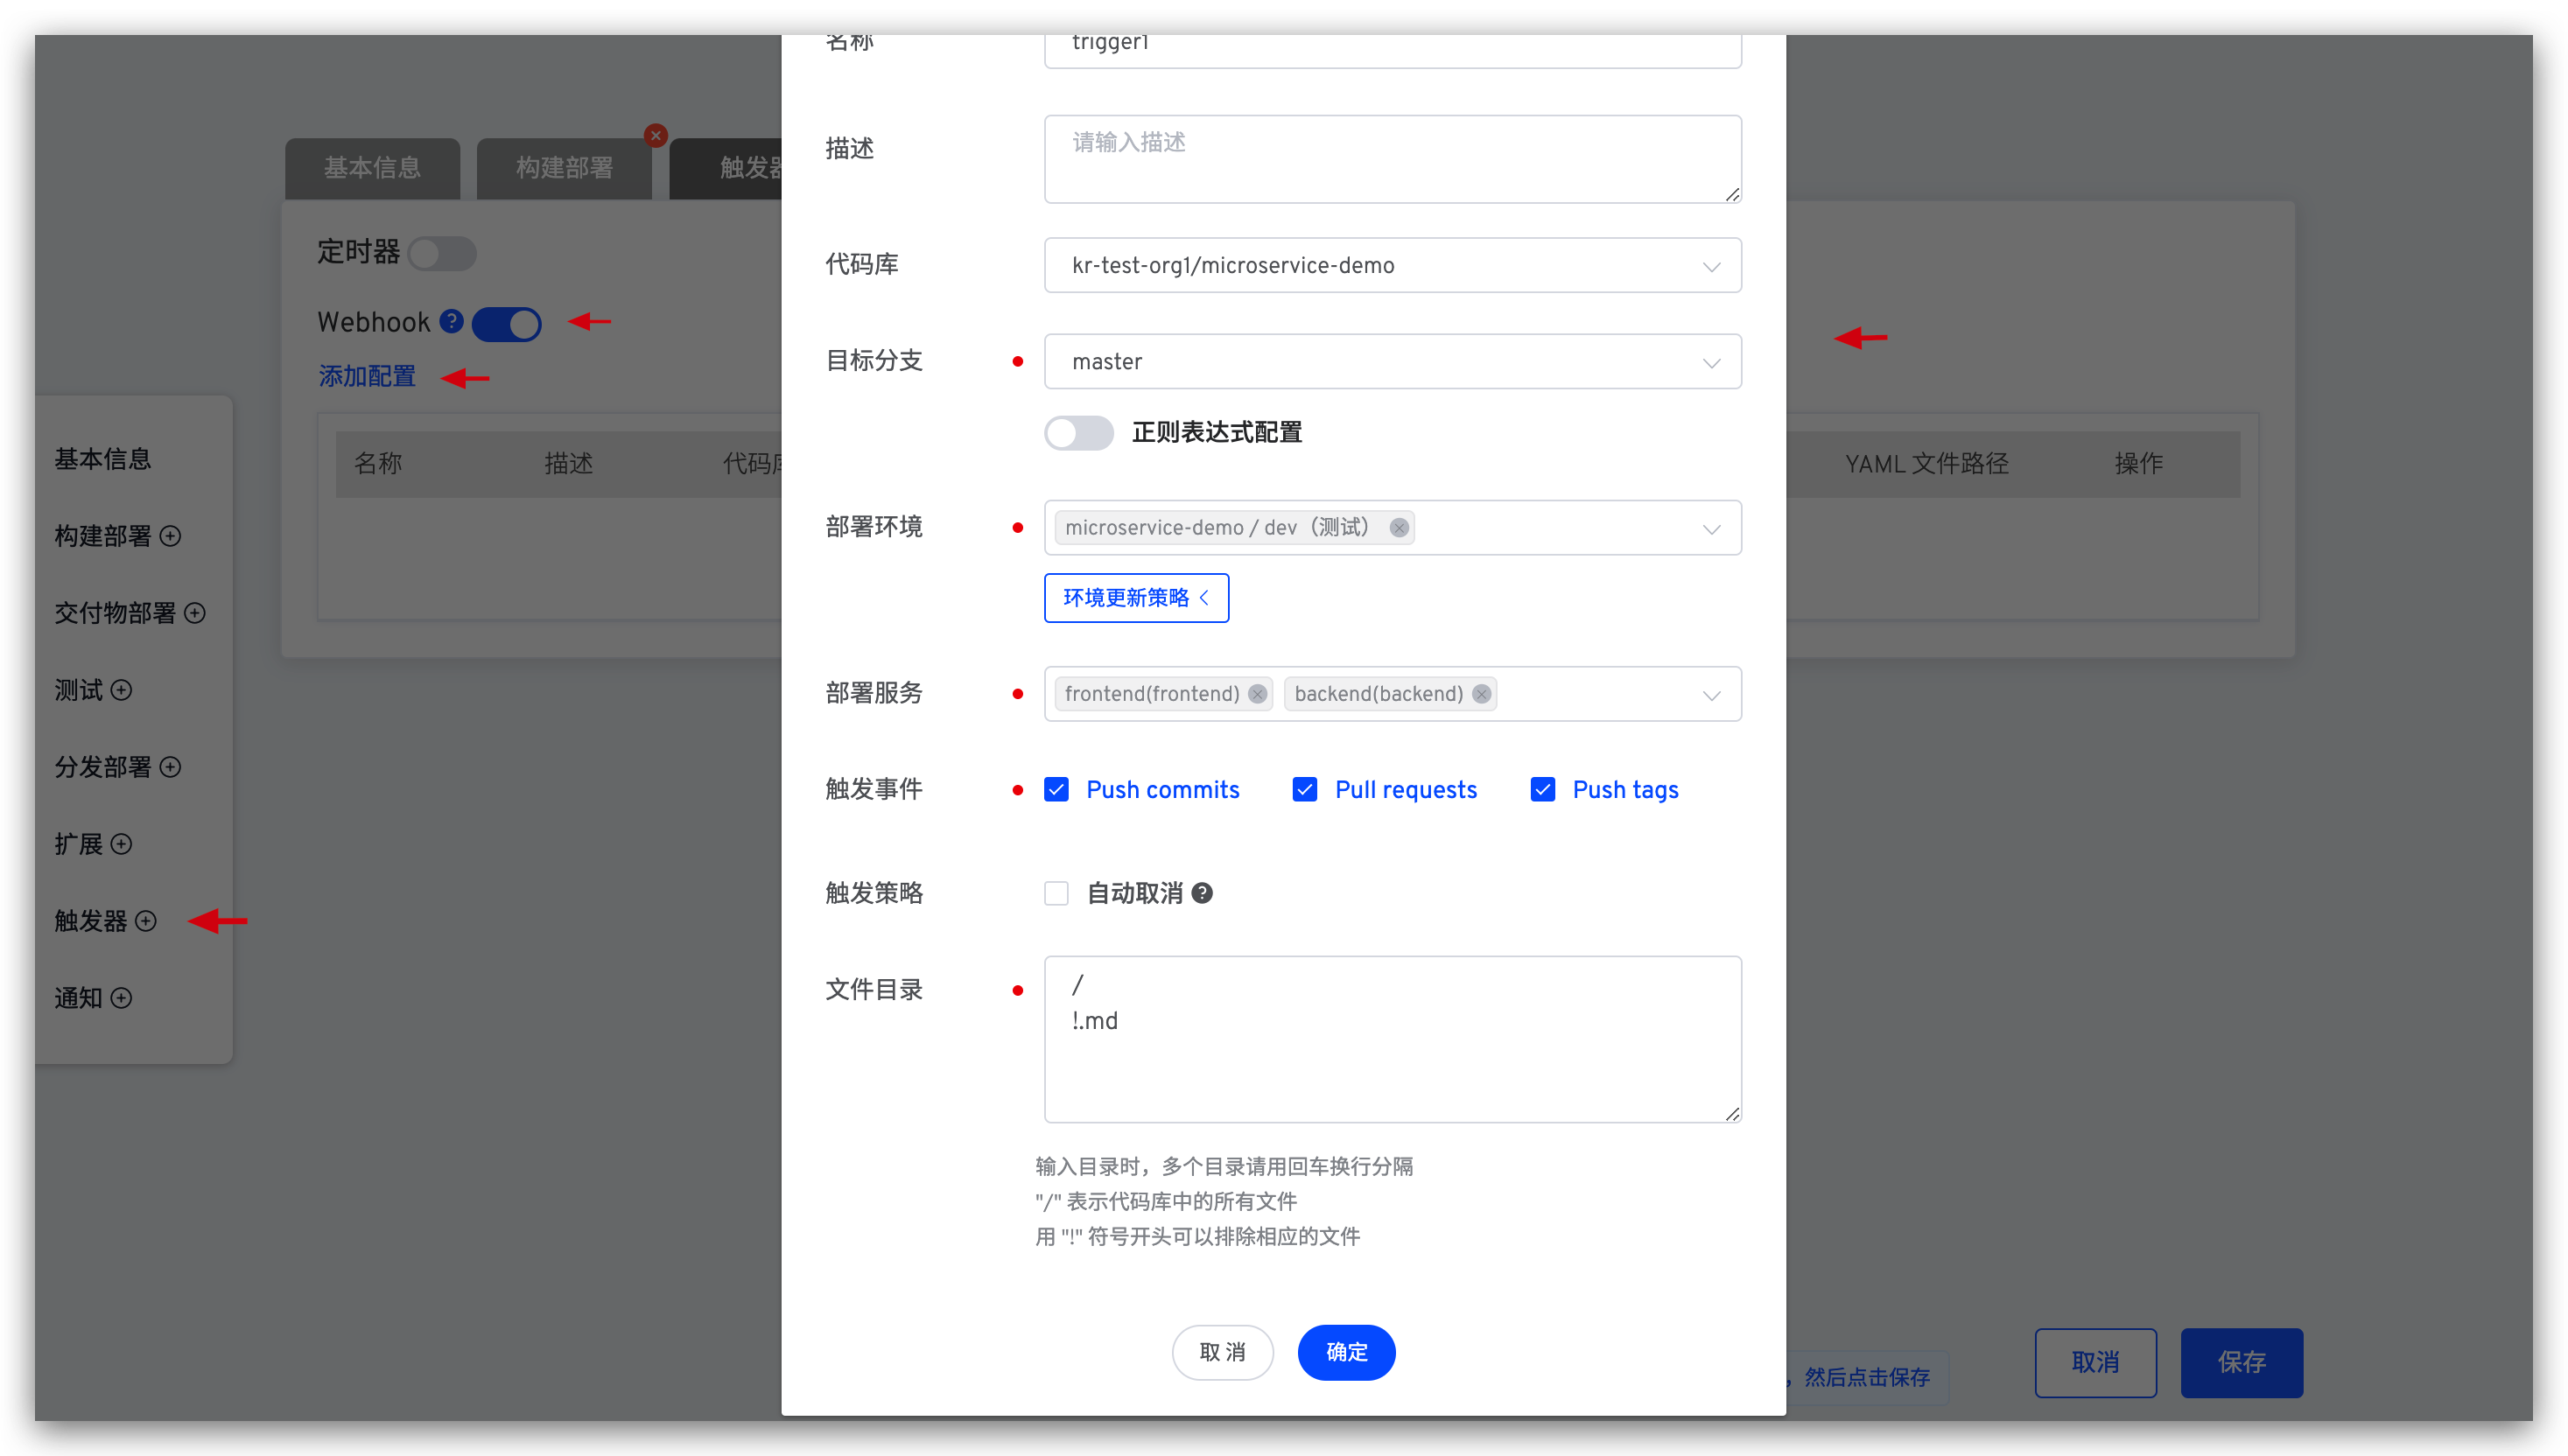 基本信息
构建部署
触发器
定时器
Webhook
添加配置
名称 描述 代码库
YAML 文件路径 操作
基本信息
构建部署
交付物部署
测试
分发部署
扩展
触发器
通知
名称 trigger1
描述 请输入描述
代码库 kr-test-org1/microservice-demo
目标分支 master
正则表达式配置
部署环境 microservice-demo / dev（测试）
环境更新策略
部署服务 frontend(frontend) backend(backend)
触发事件 Push commits Pull requests Push tags
触发策略 自动取消
文件目录 /
!.md
输入目录时，多个目录请用回车换行分隔
"/" 表示代码库中的所有文件
用 "!" 符号开头可以排除相应的文件
取消 确定
，然后点击保存
取消 保存